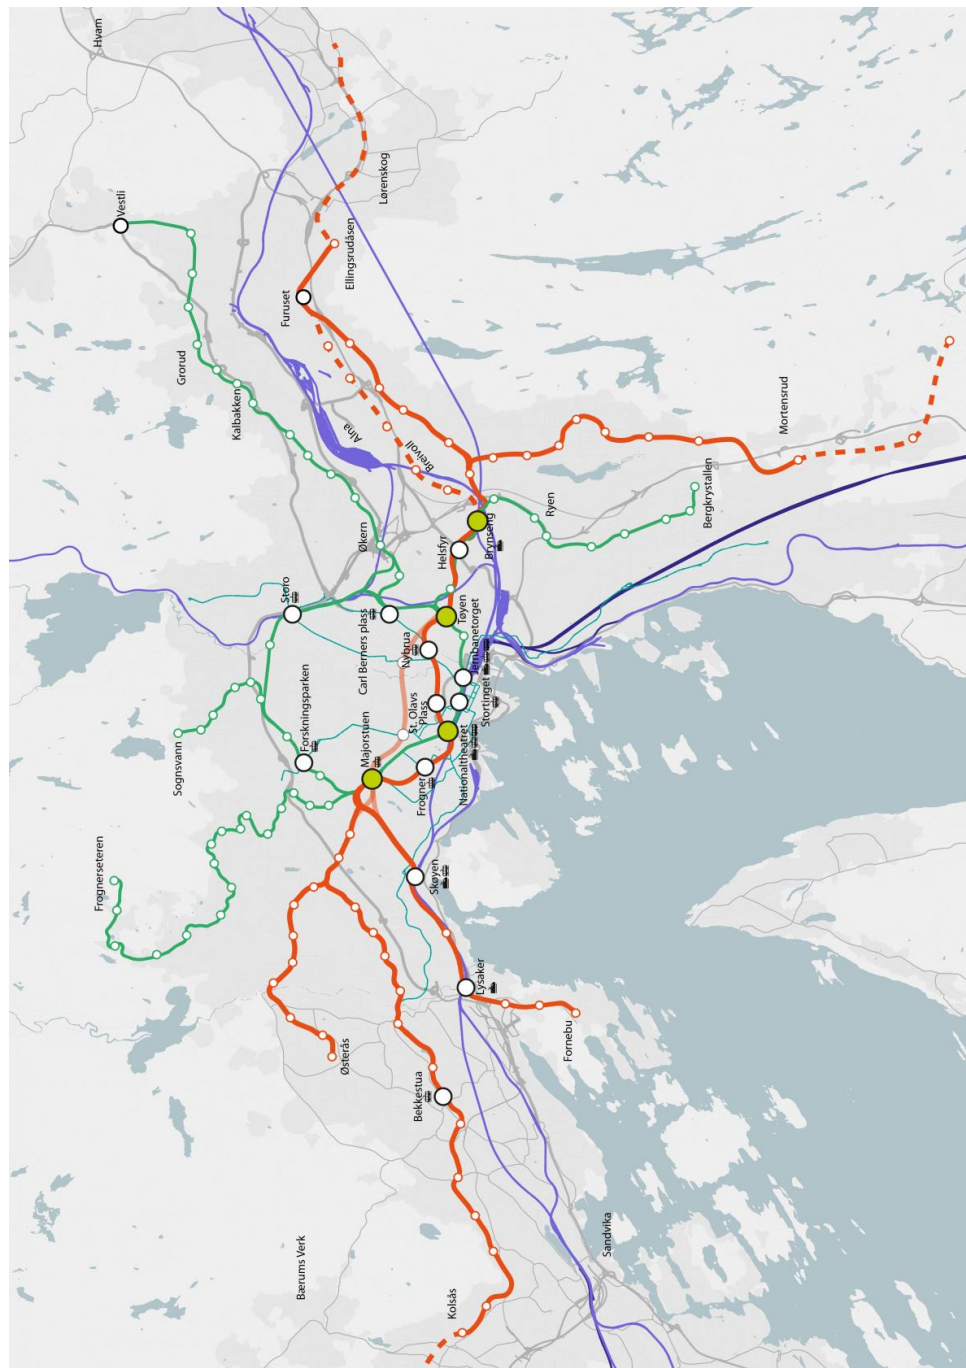 Hvam
Vestli
Lørenskog
Ellingsrudåsen
Furuset
Grorud
Kalbakken
Alna
Breivoll
Mortensrud
Økern
Ryen
Bergkrystallen
Helsfyr
Brynseng
Storo
Carl Berners plass
Tøyen
Nybrua
Jernbanetorget
Sognsvann
Forskningsparken
St. Olavs
Plass
Stortinget
Majorstuen
Nationaltheatret
Frogner
Frognerseteren
Skøyen
Lysaker
Østerås
Fornebu
Bekkestua
Bærums Verk
Sandvika
Kolsås